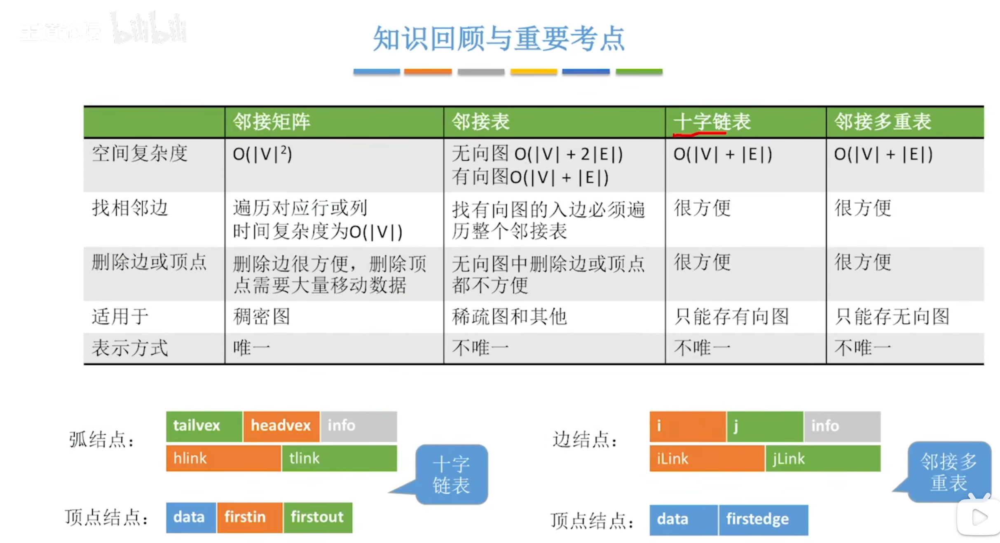 王道论坛 bilibili
知识回顾与重要考点
邻接矩阵 邻接表 十字链表 邻接多重表
空间复杂度 O(|V|²) 无向图 O(|V| + 2|E|) O(|V| + |E|) O(|V| + |E|)
有向图O(|V| + |E|)
找相邻边 遍历对应行或列 找有向图的入边必须遍 很方便 很方便
时间复杂度为O(|V|) 历整个邻接表
删除边或顶点 删除边很方便，删除顶 无向图中删除边或顶点 很方便 很方便
点需要大量移动数据 都不方便
适用于 稠密图 稀疏图和其他 只能存有向图 只能存无向图
表示方式 唯一 不唯一 不唯一 不唯一
弧结点：
tailvex headvex info
hlink tlink
十字
链表
顶点结点：
data firstin firstout
边结点：
i j info
iLink jLink
邻接多
重表
顶点结点：
data firstedge